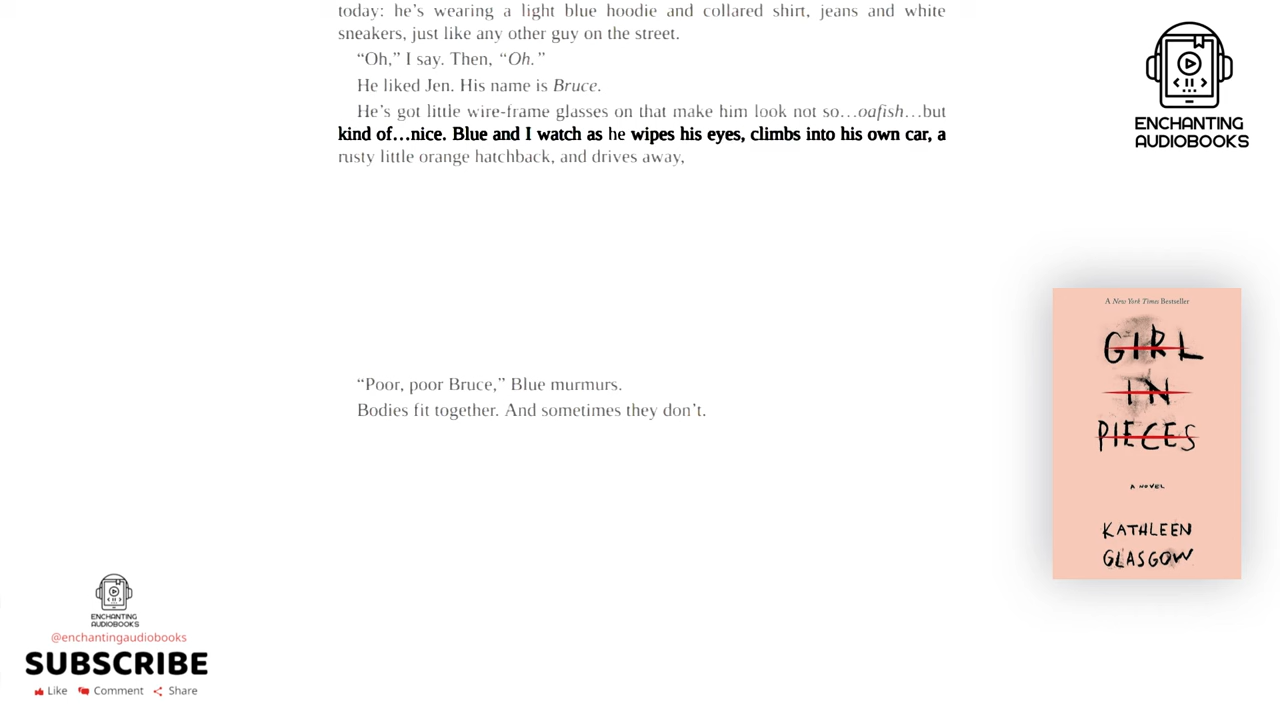 today: he’s wearing a light blue hoodie and collared shirt, jeans and white
sneakers, just like any other guy on the street.
“Oh,” I say. Then, “Oh.”
He liked Jen. His name is Bruce.
He’s got little wire-frame glasses on that make him look not so…oafish…but
kind of…nice. Blue and I watch as he wipes his eyes, climbs into his own car, a
rusty little orange hatchback, and drives away,
“Poor, poor Bruce,” Blue murmurs.
Bodies fit together. And sometimes they don’t.
ENCHANTING
AUDIOBOOKS
A New York Times Bestseller
GIRL
IN
PIECES
A NOVEL
KATHLEEN
GLASGOW
ENCHANTING
AUDIOBOOKS
@enchantingaudiobooks
SUBSCRIBE
Like Comment Share